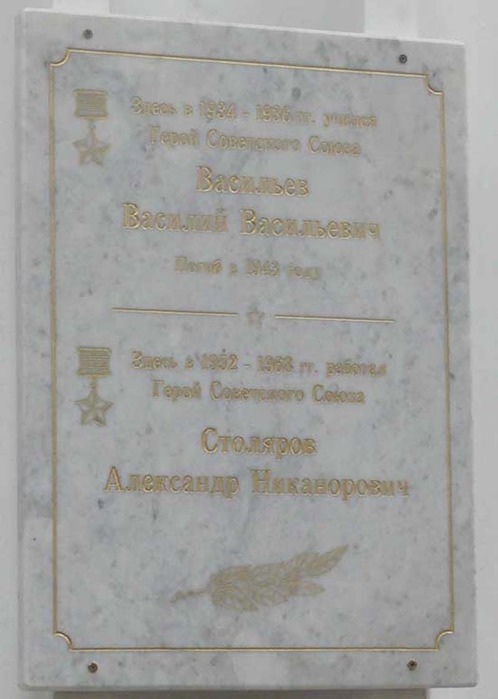 Здесь в 1934 - 1936 гг. учился
Герой Советского Союза
Васильев
Василий Васильевич
Погиб в 1943 году
Здесь в 1952 - 1968 гг. работал
Герой Советского Союза
Столяров
Александр Никанорович